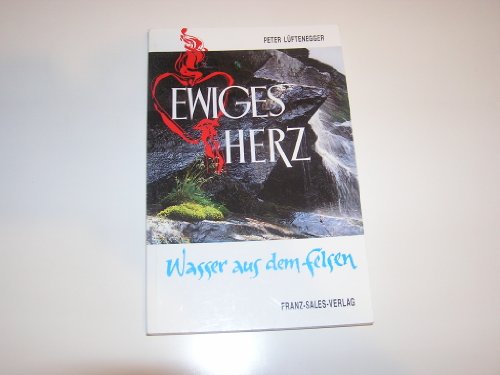 PETER LÜFTENEGGER
EWIGES
HERZ
Wasser aus dem Felsen
FRANZ-SALES-VERLAG